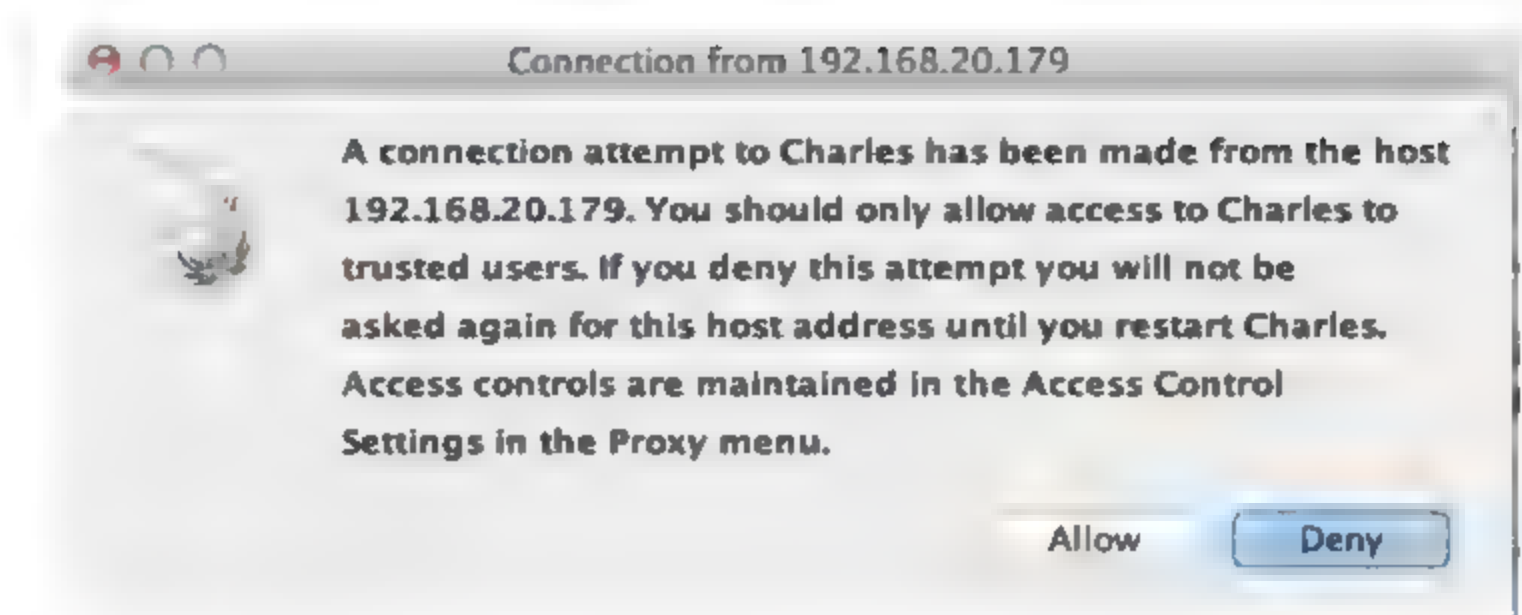 Connection from 192.168.20.179
A connection attempt to Charles has been made from the host
192.168.20.179. You should only allow access to Charles to
trusted users. If you deny this attempt you will not be
asked again for this host address until you restart Charles.
Access controls are maintained in the Access Control
Settings in the Proxy menu.
Allow Deny